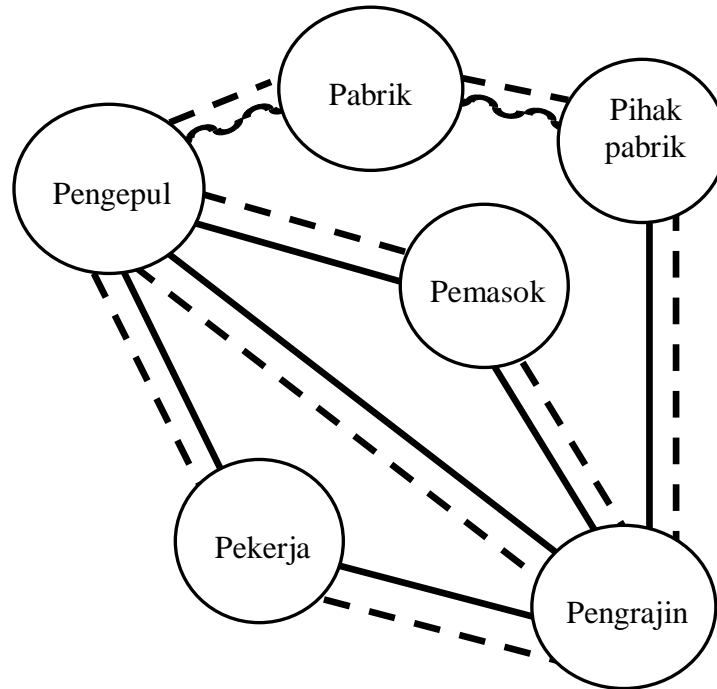 Pabrik
Pihak
pabrik
Pengepul
Pemasok
Pekerja
Pengrajin